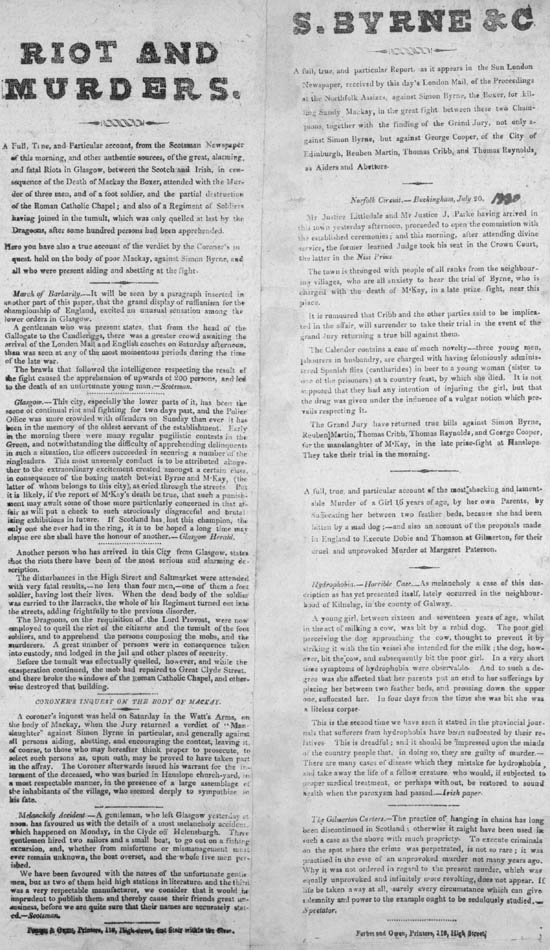 RIOT AND
MURDERS.
A Full, True, and Particular account, from the Scotsman Newspaper
of this morning, and other authentic sources, of the great, alarming,
and fatal Riots in Glasgow, between the Scotch and Irish, in con-
sequence of the Death of Mackay the Boxer, attended with the Mur-
der of three men, and of a foot soldier, and the partial destruction
of the Roman Catholic Chapel; and also of a Regiment of Soldiers
having joined in the tumult, which was only quelled at last by the
Dragoons, after some hundred persons had been apprehended.
Here you have also a true account of the verdict by the Coroner's in
quest held on the body of poor Mackay, against Simon Byrne, and
all who were present aiding and abetting at the fight.
March of Barbarity.—It will be seen by a paragraph inserted in
another part of this paper, that the grand display of ruffianism for the
championship of England, excited an unusual sensation among the
lower orders in Glasgow.
A gentleman who was present states, that from the head of the
Gallogate to the Candleriggs, there was a greater crowd awaiting the
arrival of the London Mail and English coaches on Saturday afternoon,
than was seen at any of the most momentous periods during the time
of the late war.
The brawls that followed the intelligence respecting the result of
the fight caused the apprehension of upwards of 200 persons, and led
to the death of an unfortunate young man.—Scotsman.
Glasgow.—This city, especially the lower parts of it, has been the
scene of continual riot and fighting for two days past, and the Police
Office was more crowded with offenders on Sunday than ever it has
been in the memory of the oldest servant of the establishment. Early
in the morning there were many regular pugilistic contests in the
Green, and notwithstanding the difficulty of apprehending delinquents
in such a situation, the officers succeeded in securing a number of the
ringleaders. This most unseemly conduct is to be attributed altoge-
ther to the extraordinary excitement created amongst a certain class,
in consequence of the boxing match betwixt Byrne and M'Kay, (the
latter of whom belongs to this city), as cried through the streets. But
it is likely, if the report of M'Key's death be true, that such a punish-
ment may await some of those more particularly concerned in that af-
fair as will put a check to such atrociously disgraceful and brutal
izing exhibitions in future. If Scotland has lost this champion, the
only one she ever had in the ring, it is to be hoped a long time may
elapse ere she shall have the honour of another.—Glasgow Herald.
Another person who has arrived in this City from Glasgow, states
that the riots there have been of the most serious and alarming de-
scription.
The disturbances in the High Street and Saltmarket were attended
with very fatal results,—no less than four men,—one of them a foot
soldier, having lost their lives. When the dead body of the soldier
was carried to the Barracks, the whole of his Regiment turned out into
the streets, adding frightfully to the previous disorder.
The Dragoons, on the requisition of the Lord Provost, were now
employed to quell the riot of the citizens and the tumult of the foot
soldiers, and to apprehend the persons composing the mobs, and the
murderers. A great number of persons were in consequence taken
into custody, and lodged in the jail and other places of security.
Before the tumult was effectually quelled, however, and while the
exasperation continued, the mob had repaired to Great Clyde Street,
and there broke the windows of the Roman Catholic Chapel, and other-
wise destroyed that building.
CORONER'S INQUEST ON THE BODY OF MACKAY.
A coroner's inquest was held on Saturday in the Watt's Arms, on
the body of Mackay, when the Jury returned a verdict of "Man-
slaughter" against Simon Byrne in particular, and generally against
all persons aiding, abetting, and encouraging the contest, leaving it,
of course, to those who may hereafter think proper to prosecute, to
select such persons as, upon oath, may be proved to have taken part
in the affray. The Coroner afterwards issued his warrant for the in-
terment of the deceased, who was buried in Hanslope church-yard, in
a most respectable manner, in the presence of a large assemblage of
the inhabitants of the village, who seemed deeply to sympathise in
his fate.
Melancholy Accident—A gentleman, who left Glasgow yesterday at
noon, has favoured us with the details of a most melancholy accident,
which happened on Monday, in the Clyde off Helensburgh. Three
gentlemen hired two sailors and a small boat, to go out on a fishing
excursion, and, whether from misfortune or mismanagement must
ever remain unknown, the boat overset, and the whole five men pe-
rished.
We have been favoured with the names of the unfortunate gentle
men, but as two of them held high stations in literature and the third
was a very respectable manufacturer, we consider that it would be
imprudent to publish them and thereby cause their friends great un-
easiness, before we are quite sure that their names are accurately sta-
ted.—Scotsman.
Forbes & Owen, Printers, 119, High-street, first Stair within the Close.
S. BYRNE & C
A full, true, and particular Report, as it appears in the Sun London
Newspaper, received by this day's London Mail, of the Proceedings
at the Northfolk Assizes, against Simon Byrne, the Boxer, for kil-
ling Sandy Mackay, in the great fight between these two Cham-
pions, together with the finding of the Grand Jury, not only a-
gainst Simon Byrne, but against George Cooper, of the City of
Edinburgh, Reuben Martin, Thomas Cribb, and Thomas Reynolds,
as Aiders and Abettors.
Norfolk Circuit.—Buckingham, July 20. 1830
Mr Justice Littledale and Mr Justice J. Parke having arrived in
this town yesterday afternoon, proceeded to open the commission with
the established ceremonies; and this morning, after attending divine
service, the former learned Judge took his seat in the Crown Court,
the latter in the Nisi Prius.
The town is thronged with people of all ranks from the neighbour-
ing villages, who are all anxiety to hear the trial of Byrne, who is
charged with the death of M'Kay, in a late prize fight, near this
place.
It is rumoured that Cribb and the other parties said to be implica-
ted in the affair, will surrender to take their trial in the event of the
grand Jury returning a true bill against them.
The Calender contains a case of much novelty—three young men,
labourers in husbandry, are charged with having feloniously adminis-
tered Spanish flies (cantharides) in beer to a young woman (sister to
one of the prisoners) at a country feast, by which she died. It is not
supposed that they had any intention of injuring the girl, but that
the drug was given under the influence of a vulgar notion which pre-
vails respecting it.
The Grand Jury have returned true bills against Simon Byrne,
Reuben Martin, Thomas Cribb, Thomas Reynolds, and George Cooper,
for the manslaughter of M'Kay, in the late prize-fight at Hanslope.
They take their trial in the morning.
A full, true, and particular account of the most shocking and lament-
able Murder of a Girl 16 years of age, by her own Parents, by
Suffocating her between two feather beds, because she had been
bitten by a mad dog;—and also an account of the proposals made
in England to Execute Dobie and Thomson at Gilmerton, for their
cruel and unprovoked Murder at Margaret Paterson.
Hydrophobia.—Horrible Case.—As melancholy a case of this des-
cription as has yet presented itself, lately occurred in the neighbour-
hood of Kilnslag, in the county of Galway.
A young girl, between sixteen and seventeen years of age, whilst
in the act of milking a cow, was bit by a rabid dog. The poor girl
perceiving the dog approaching the cow, thought to prevent it by
striking it with the tin vessel she intended for the milk; the dog, how-
ever, bit the cow, and subsequently bit the poor girl. In a very short
time symptoms of hydrophobia were observable. And to such a de-
gree was she affected that her parents put an end to her sufferings by
placing her between two feather beds, and pressing down the upper
one, suffocated her. In four days from the time she was bit she was
a lifeless corpse
This is the second time we have seen it stated in the provincial jour-
nals that sufferers from hydrophobia have been suffocated by their re-
latives This is dreadful; and it should be impressed upon the minds
of the country people that, in doing so, they are guilty of murder.—
There are many cases of disease which they mistake for hydrophobia,
and take away the life of a fellow creature, who would, if subjected to
proper medical treatment, or perhaps without, be restored to sound
health when the paroxysm had passed.—Irish paper.
The Gilmerton Carters.—The practice of hanging in chains has long
been discontinued in Scotland; otherwise it might have been used in
such a case as the above with much propriety. To execute criminals
on the spot where the crime was perpetrated, is not so rare; it was
practised in the case of an unprovoked murder not many years ago.
Why it was not ordered in regard to the present murder, which was
equally unprovoked and infinitely more revolting, does not appear. If
life be taken away at all, surely every circumstance which can give
solemnity and power to the example ought to be sedulously studied.—
Spectator.
Forbes and Owen, Printers, 119, High Street.